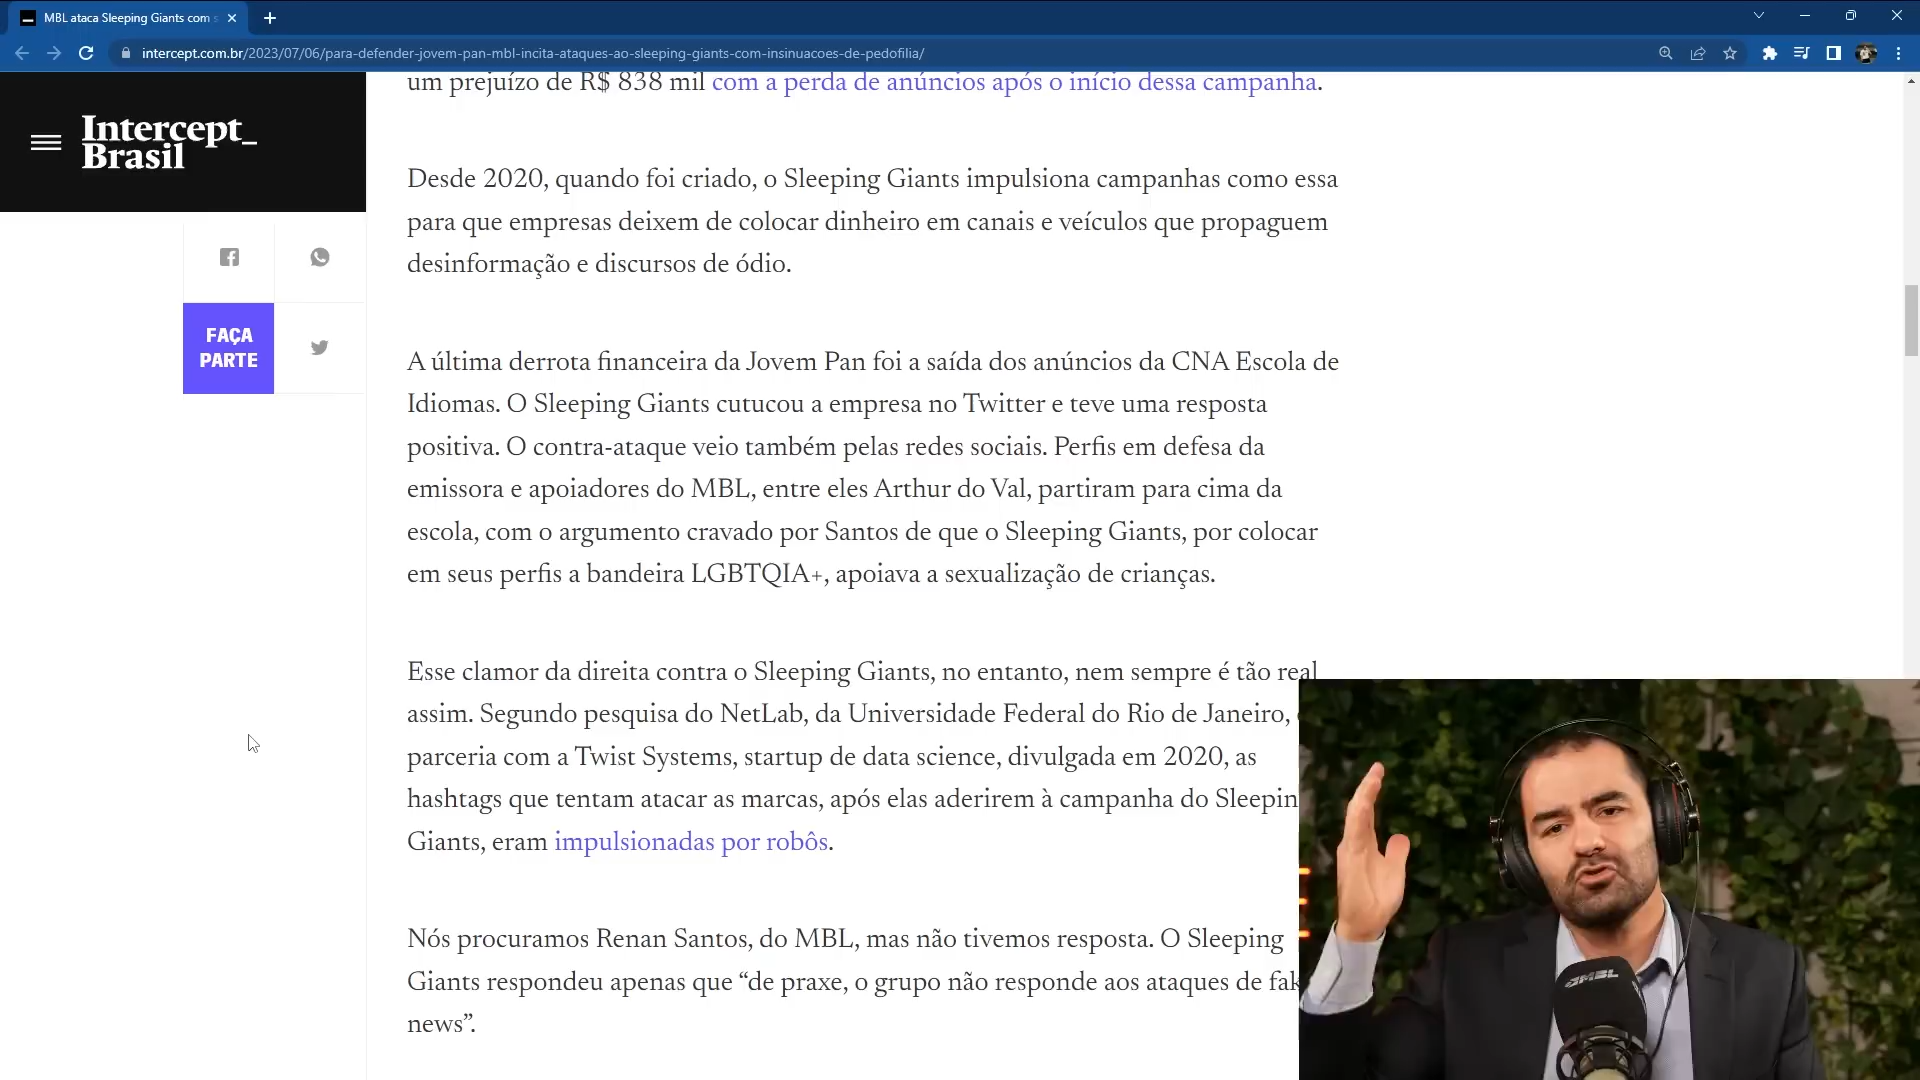 MBL ataca Sleeping Giants com
intercept.com.br/2023/07/06/para-defender-jovem-pan-mbl-incita-ataques-ao-sleeping-giants-com-insinuacoes-de-pedofilia/
Intercept_
Brasil
FAÇA
PARTE
um prejuízo de R$ 838 mil com a perda de anúncios após o início dessa campanha.
Desde 2020, quando foi criado, o Sleeping Giants impulsiona campanhas como essa
para que empresas deixem de colocar dinheiro em canais e veículos que propaguem
desinformação e discursos de ódio.
A última derrota financeira da Jovem Pan foi a saída dos anúncios da CNA Escola de
Idiomas. O Sleeping Giants cutucou a empresa no Twitter e teve uma resposta
positiva. O contra-ataque veio também pelas redes sociais. Perfis em defesa da
emissora e apoiadores do MBL, entre eles Arthur do Val, partiram para cima da
escola, com o argumento cravado por Santos de que o Sleeping Giants, por colocar
em seus perfis a bandeira LGBTQIA+, apoiava a sexualização de crianças.
Esse clamor da direita contra o Sleeping Giants, no entanto, nem sempre é tão real
assim. Segundo pesquisa do NetLab, da Universidade Federal do Rio de Janeiro,
parceria com a Twist Systems, startup de data science, divulgada em 2020, as
hashtags que tentam atacar as marcas, após elas aderirem à campanha do Sleepin
Giants, eram impulsionadas por robôs.
Nós procuramos Renan Santos, do MBL, mas não tivemos resposta. O Sleeping
Giants respondeu apenas que “de praxe, o grupo não responde aos ataques de fak
news”.
MBL